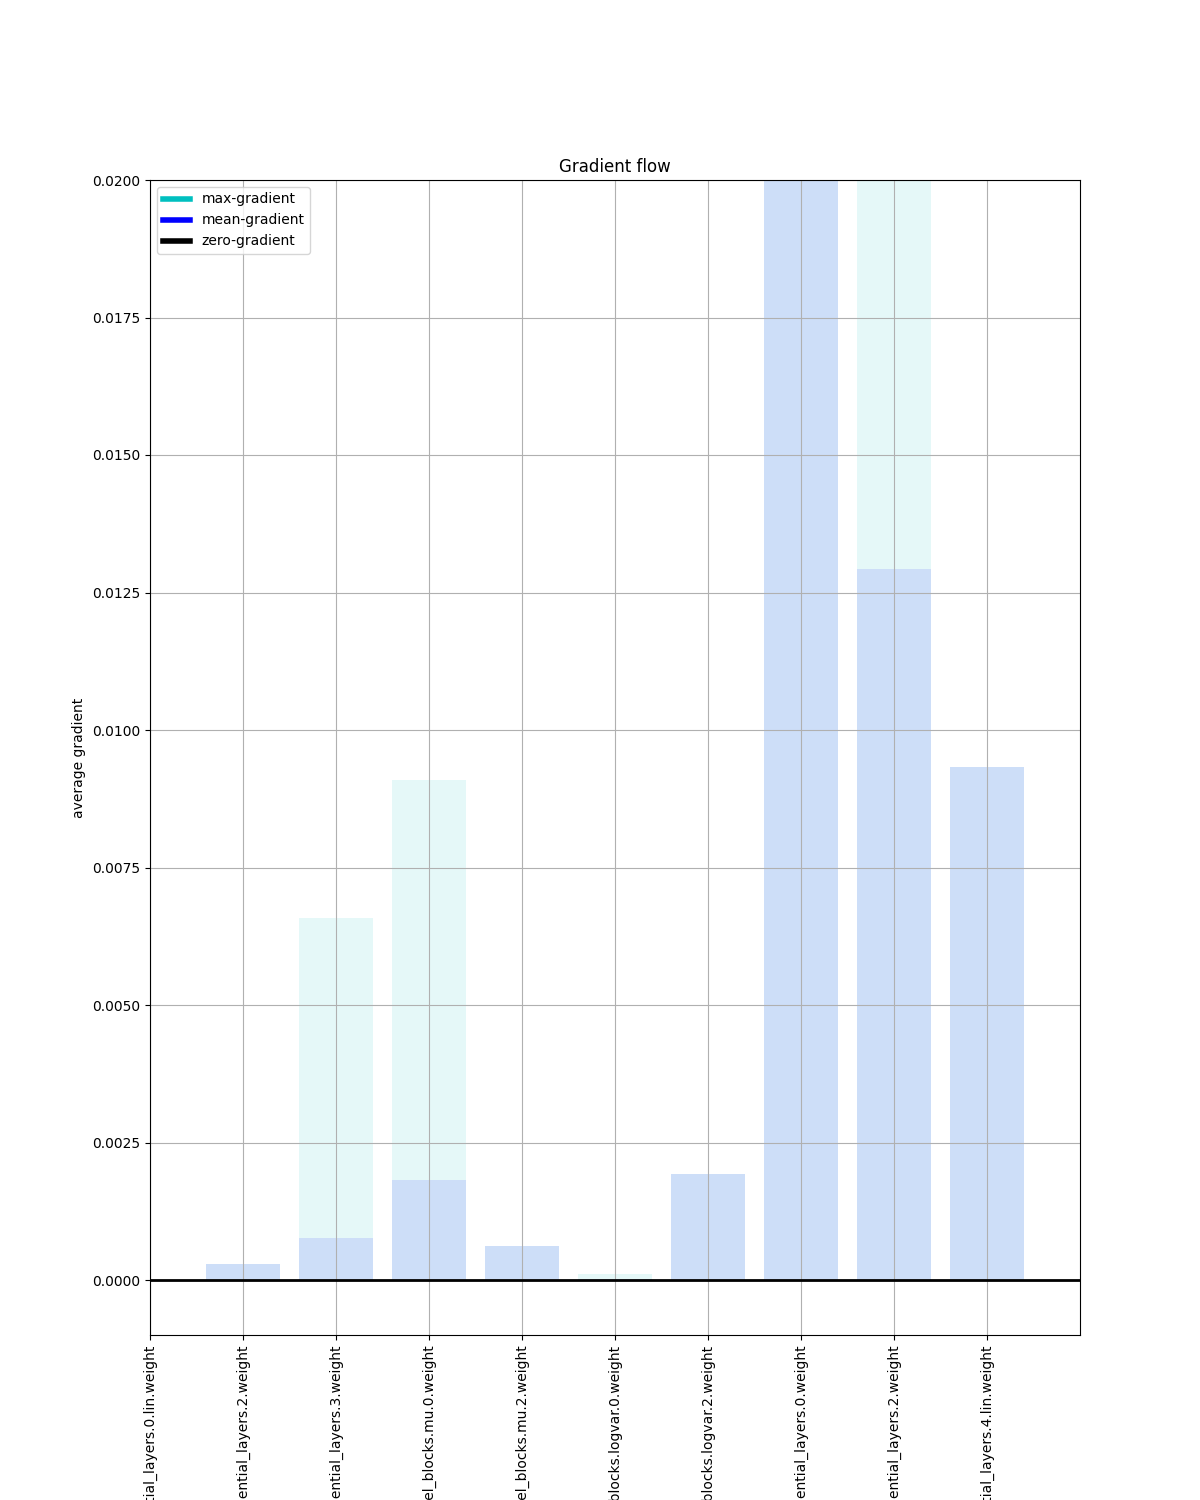 Gradient flow
max-gradient
mean-gradient
zero-gradient
0.0200
0.0175
0.0150
0.0125
0.0100
0.0075
0.0050
0.0025
0.0000
average gradient
tial_layers.0.lin.weight
ential_layers.2.weight
ential_layers.3.weight
el_blocks.mu.0.weight
el_blocks.mu.2.weight
blocks.logvar.0.weight
blocks.logvar.2.weight
ential_layers.0.weight
ential_layers.2.weight
tial_layers.4.lin.weight